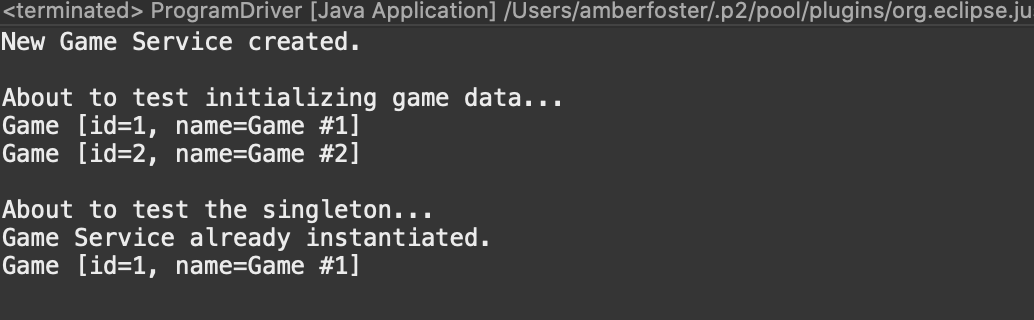 <terminated> ProgramDriver [Java Application] /Users/amberfoster/.p2/pool/plugins/org.eclipse.ju
New Game Service created.
About to test initializing game data...
Game [id=1, name=Game #1]
Game [id=2, name=Game #2]
About to test the singleton...
Game Service already instantiated.
Game [id=1, name=Game #1]